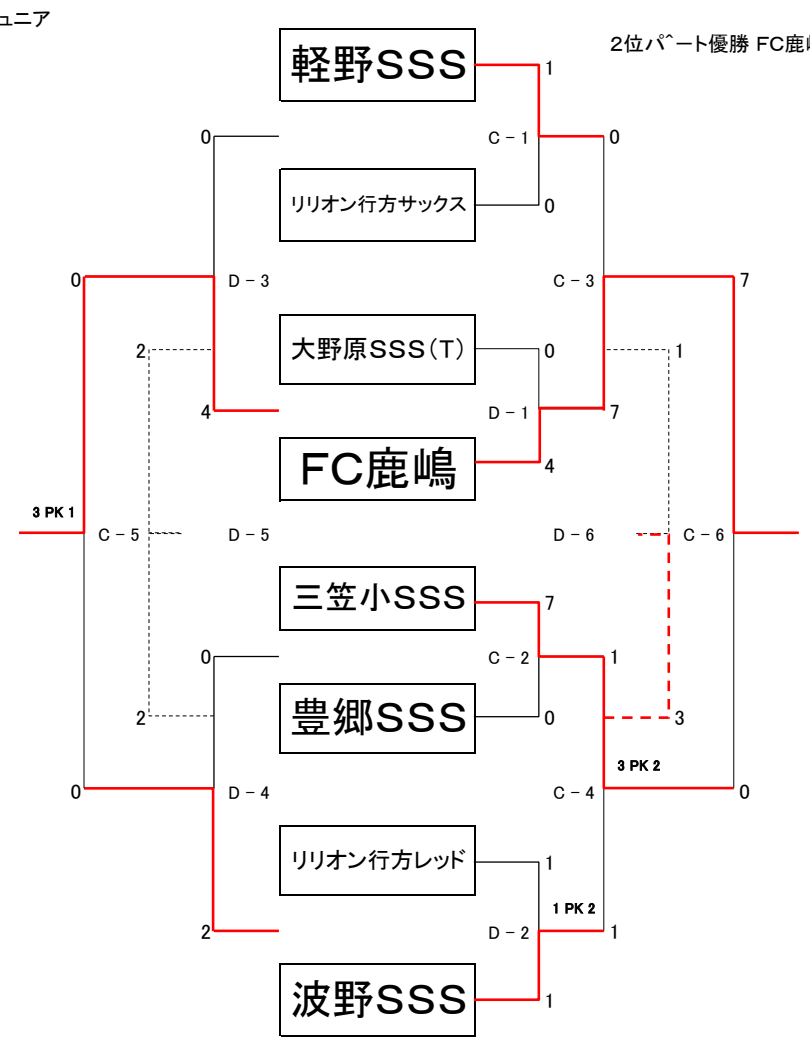 ュニア
2位パ^ート優勝 FC鹿嶋
軽野SSS
1
0
C－1
0
リリオン行方サックス
0
0
D－3
C－3
7
2
大野原SSS(T)
0
1
4
D－1
7
FC鹿嶋
4
3 PK 1
C－5
D－5
D－6
C－6
三笠小SSS
7
0
C－2
1
2
豊郷SSS
0
3
3 PK 2
0
D－4
C－4
0
リリオン行方レッド
1
1 PK 2
2
D－2
1
波野SSS
1